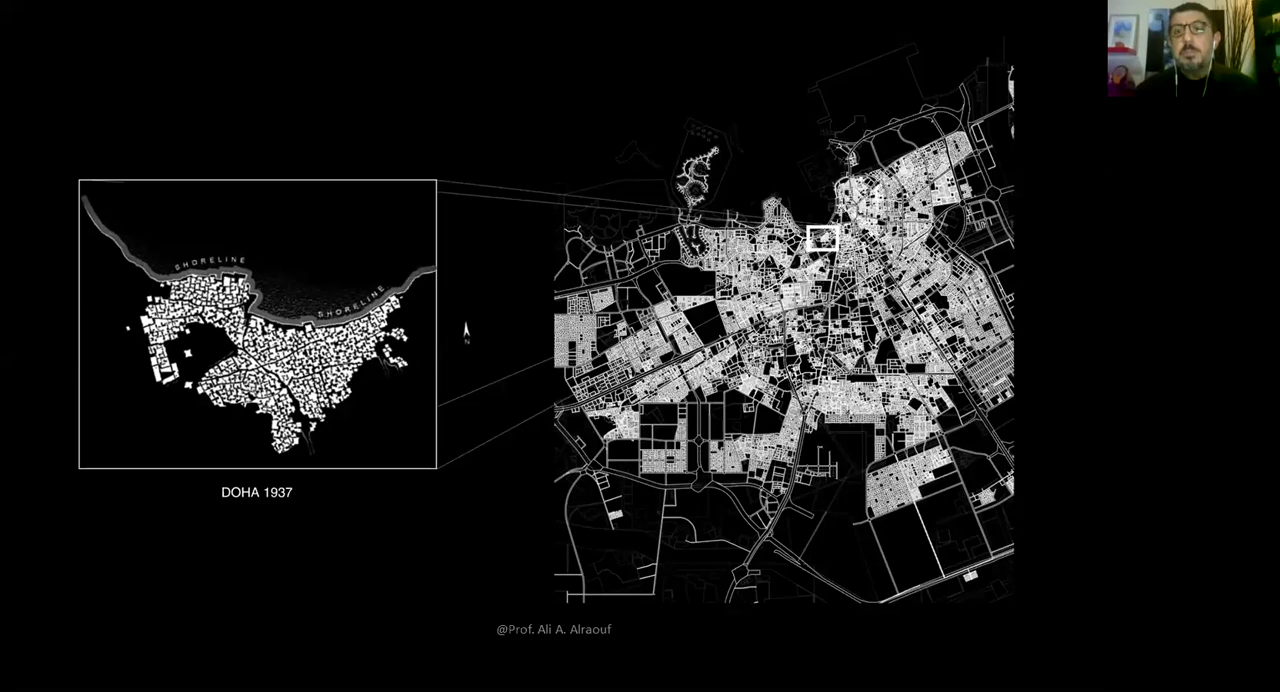 SHORELINE
SHORELINE
N
DOHA 1937
@Prof. Ali A. Alraouf